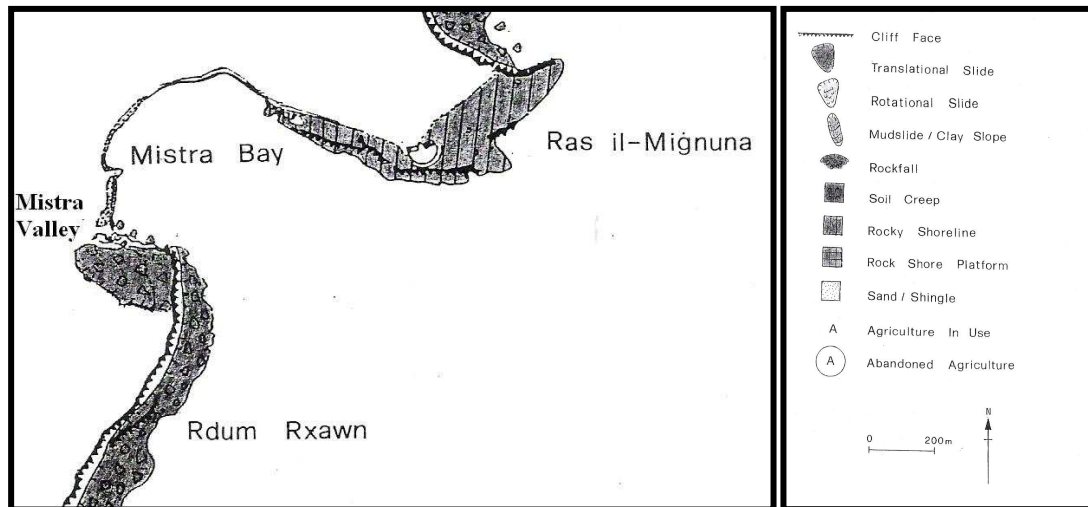 Mistra Bay
Ras il-Miġnuna
Mistra
Valley
Rdum Rxawn
Cliff Face
Translational Slide
Rotational Slide
Mudslide / Clay Slope
Rockfall
Soil Creep
Rocky Shoreline
Rock Shore Platform
Sand / Shingle
A Agriculture In Use
A Abandoned Agriculture
N
0 200m